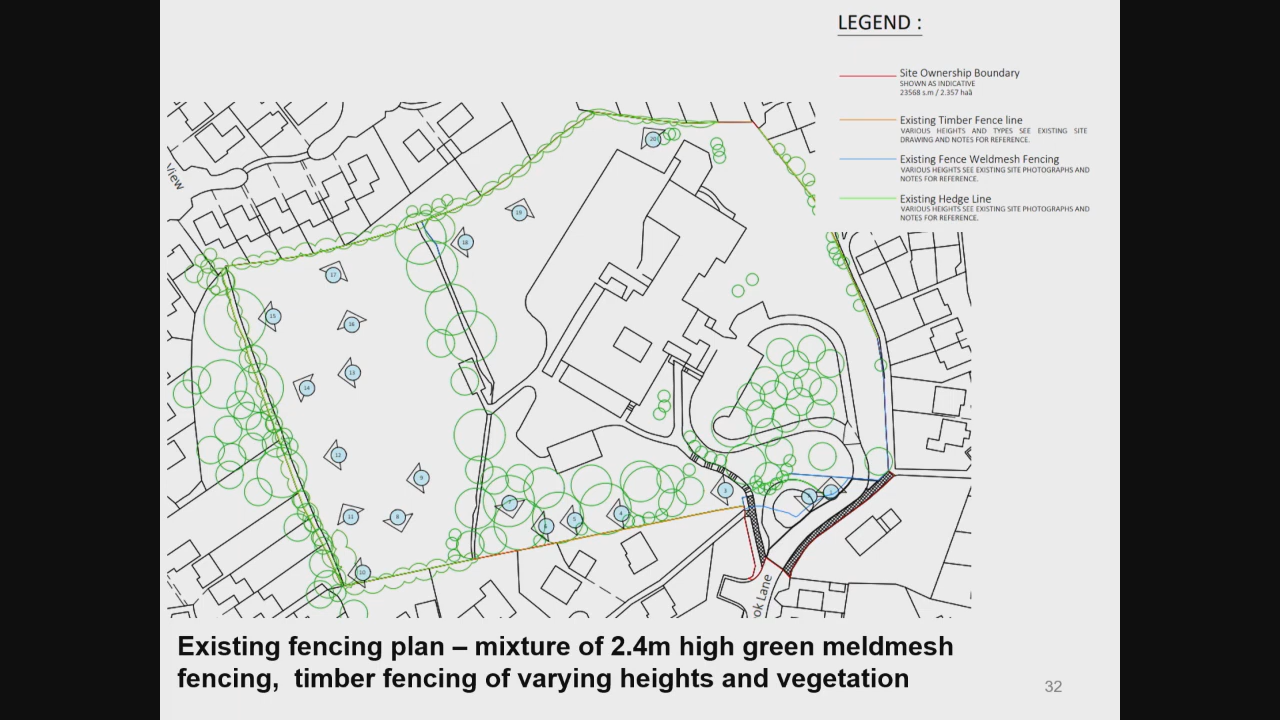 LEGEND :
Site Ownership Boundary
SHOWN AS INDICATIVE
23568 s.m / 2.357 haâ
Existing Timber Fence line
VARIOUS HEIGHTS AND TYPES SEE EXISTING SITE
DRAWING AND NOTES FOR REFERENCE.
Existing Fence Weldmesh Fencing
VARIOUS HEIGHTS SEE EXISTING SITE PHOTOGRAPHS AND
NOTES FOR REFERENCE.
Existing Hedge Line
VARIOUS HEIGHTS SEE EXISTING SITE PHOTOGRAPHS AND
NOTES FOR REFERENCE.
View
20
19
18
17
15
16
13
14
12
9
11
8
10
4
3
ok Lane
Existing fencing plan – mixture of 2.4m high green meldmesh
fencing, timber fencing of varying heights and vegetation
32